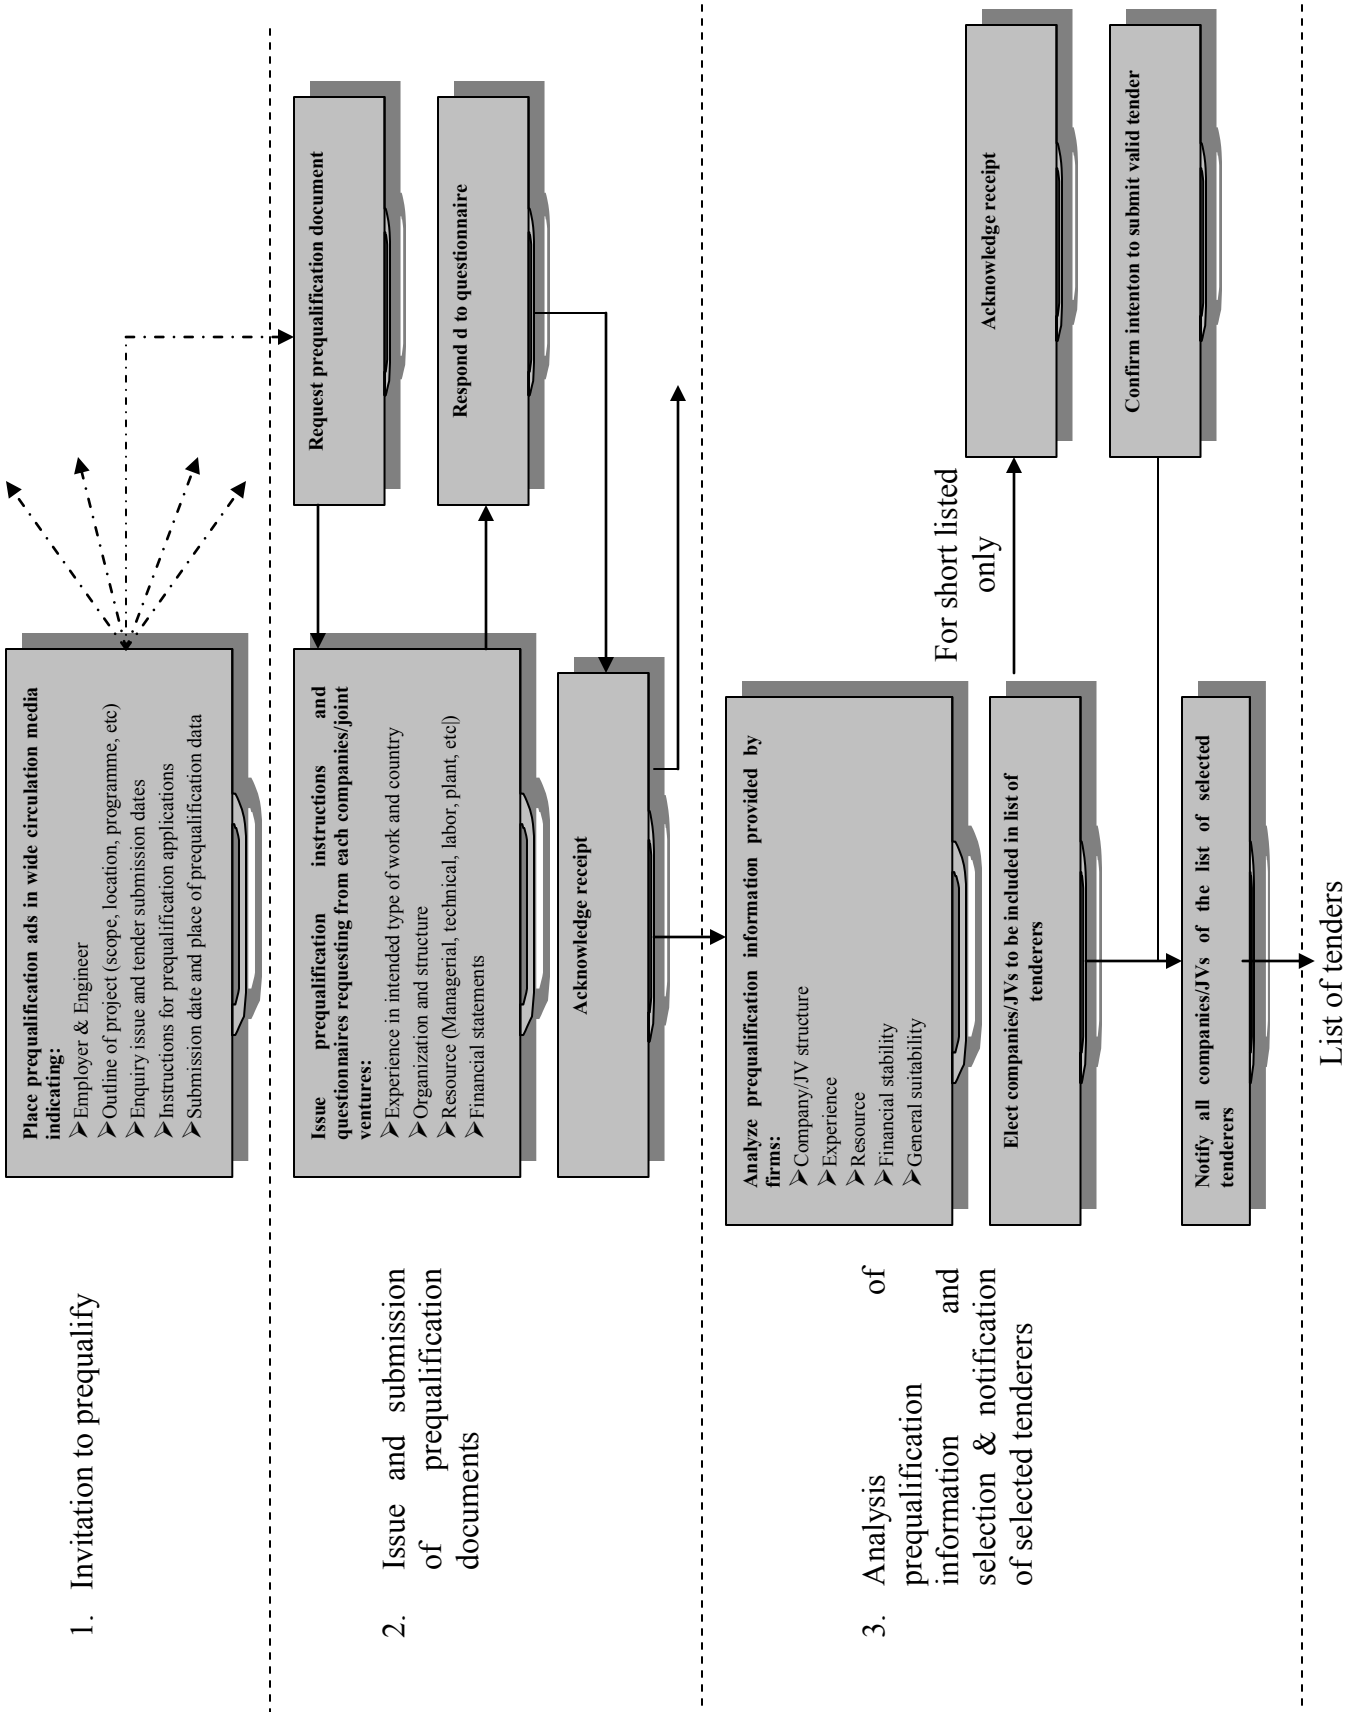 1. Invitation to prequalify
Place prequalification ads in wide circulation media
indicating:
➢Employer & Engineer
➢Outline of project (scope, location, programme, etc)
➢Enquiry issue and tender submission dates
➢Instructions for prequalification applications
➢Submission date and place of prequalification data
2. Issue and submission
of prequalification
documents
Issue prequalification instructions and
questionnaires requesting from each companies/joint
ventures:
➢Experience in intended type of work and country
➢Organization and structure
➢Resource (Managerial, technical, labor, plant, etc|)
➢Financial statements
Request prequalification document
Respond d to questionnaire
Acknowledge receipt
3. Analysis of
prequalification
information and
selection & notification
of selected tenderers
Analyze prequalification information provided by
firms:
➢Company/JV structure
➢Experience
➢Resource
➢Financial stability
➢General suitability
Elect companies/JVs to be included in list of
tenderers
For short listed
only
Acknowledge receipt
Confirm intenton to submit valid tender
Notify all companies/JVs of the list of selected
tenderers
List of tenders